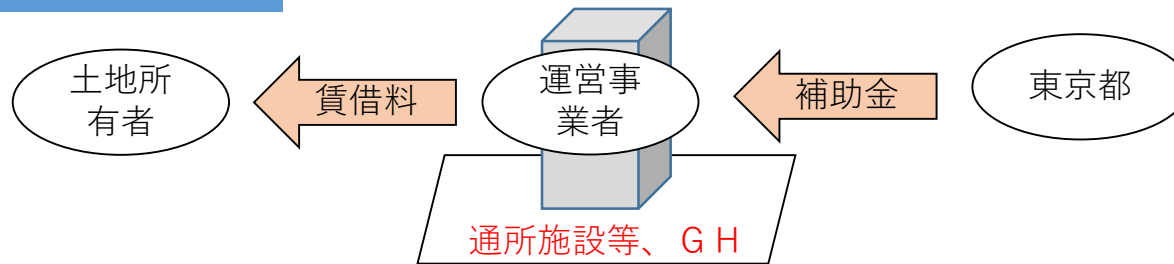 土地所
有者
賃借料
運営事
業者
補助金
東京都
通所施設等、ＧＨ